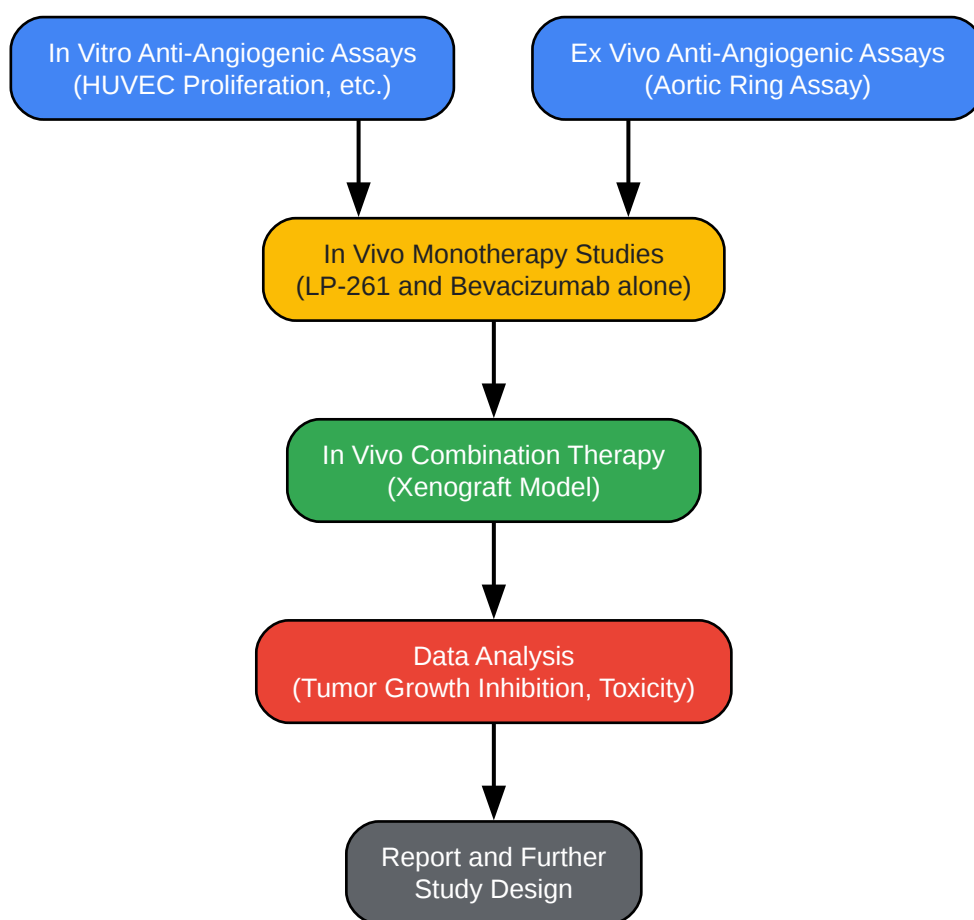 In Vitro Anti-Angiogenic Assays
(HUVEC Proliferation, etc.)
Ex Vivo Anti-Angiogenic Assays
(Aortic Ring Assay)
In Vivo Monotherapy Studies
(LP-261 and Bevacizumab alone)
In Vivo Combination Therapy
(Xenograft Model)
Data Analysis
(Tumor Growth Inhibition, Toxicity)
Report and Further
Study Design